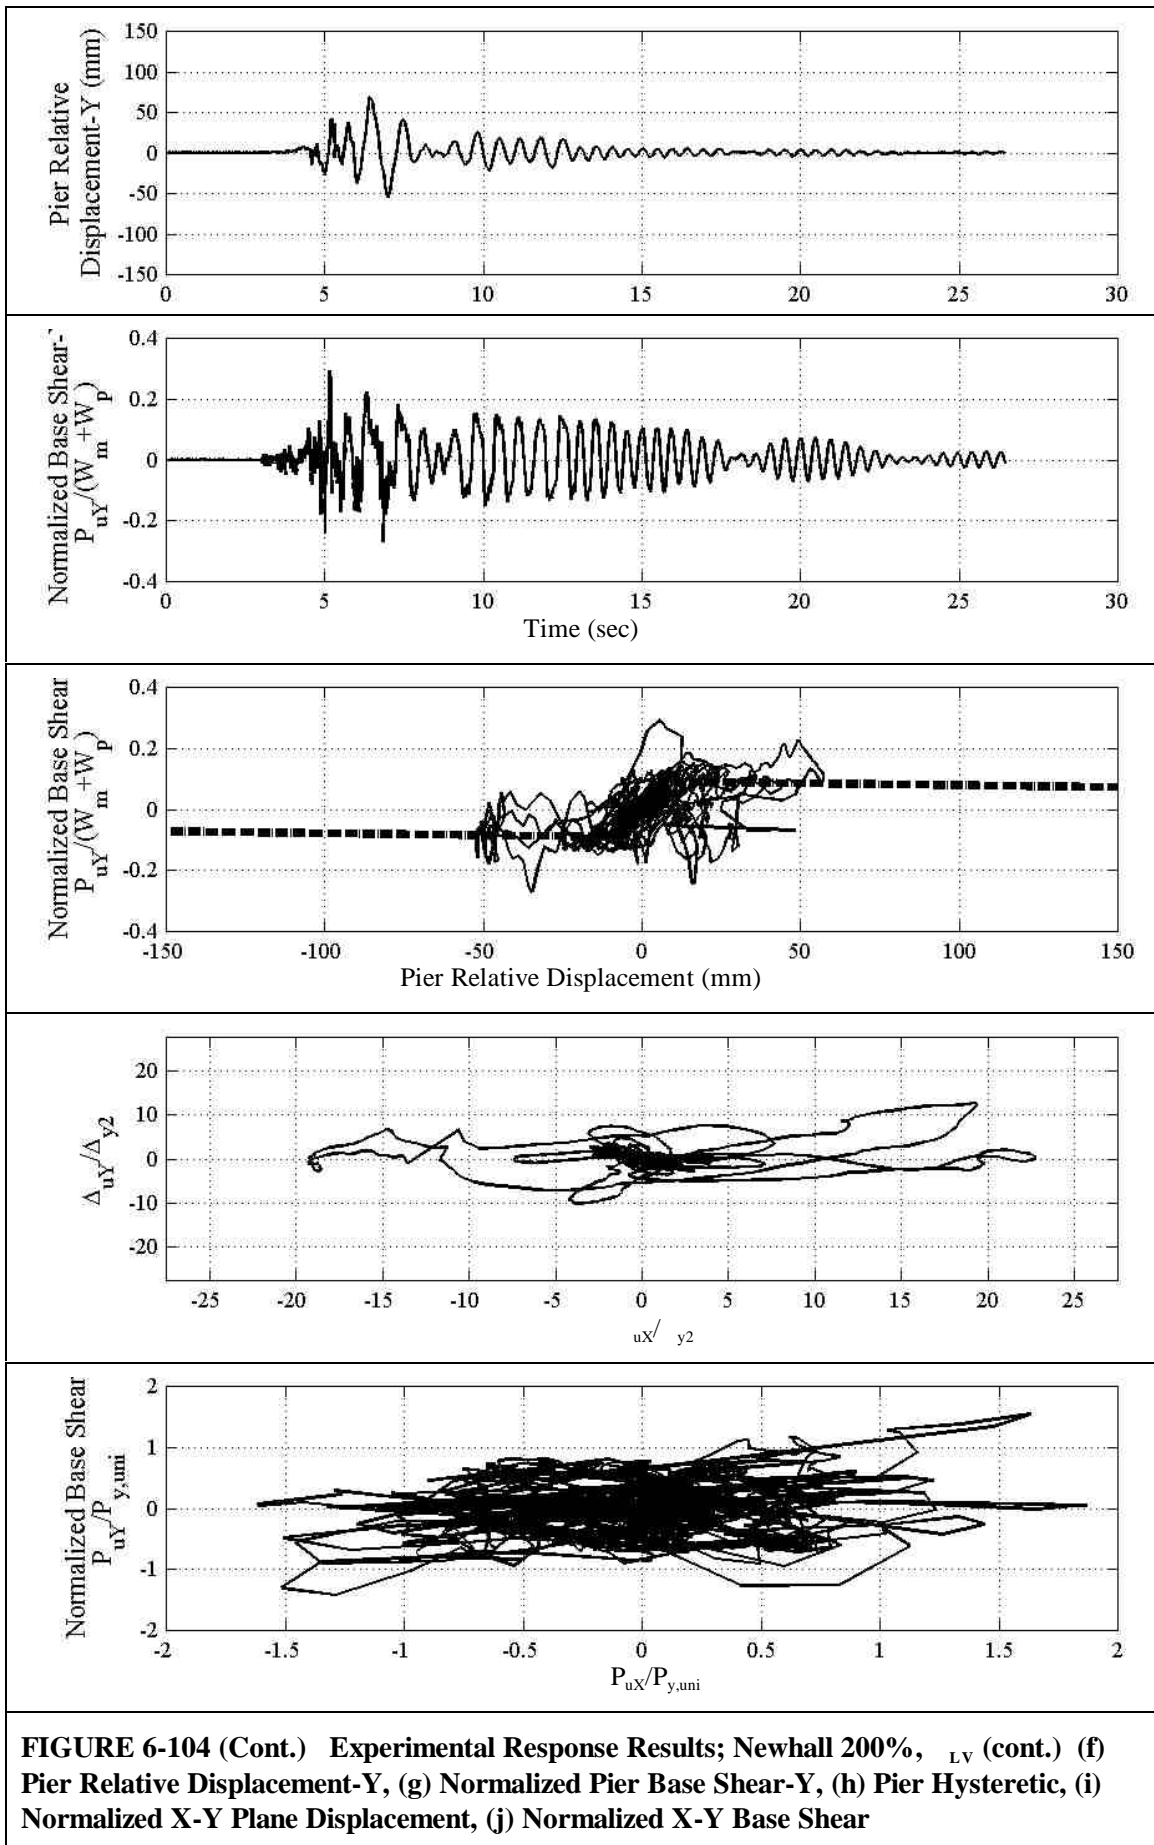 Pier Relative
Displacement-Y (mm)
150
100
50
0
-50
-100
-150
0 5 10 15 20 25 30
Normalized Base Shear-
P_uY/(W_m+W_p)
0.4
0.2
0
-0.2
-0.4
0 5 10 15 20 25 30
Time (sec)
Normalized Base Shear
P_uY/(W_m+W_p)
0.4
0.2
0
-0.2
-0.4
-150 -100 -50 0 50 100 150
Pier Relative Displacement (mm)
Δ_uY/Δ_y2
20
10
0
-10
-20
-25 -20 -15 -10 -5 0 5 10 15 20 25
uX/ y2
Normalized Base Shear
P_uY/P_y,uni
2
1
0
-1
-2
-2 -1.5 -1 -0.5 0 0.5 1 1.5 2
P_uX/P_y,uni
FIGURE 6-104 (Cont.) Experimental Response Results; Newhall 200%, LV (cont.) (f)
Pier Relative Displacement-Y, (g) Normalized Pier Base Shear-Y, (h) Pier Hysteretic, (i)
Normalized X-Y Plane Displacement, (j) Normalized X-Y Base Shear